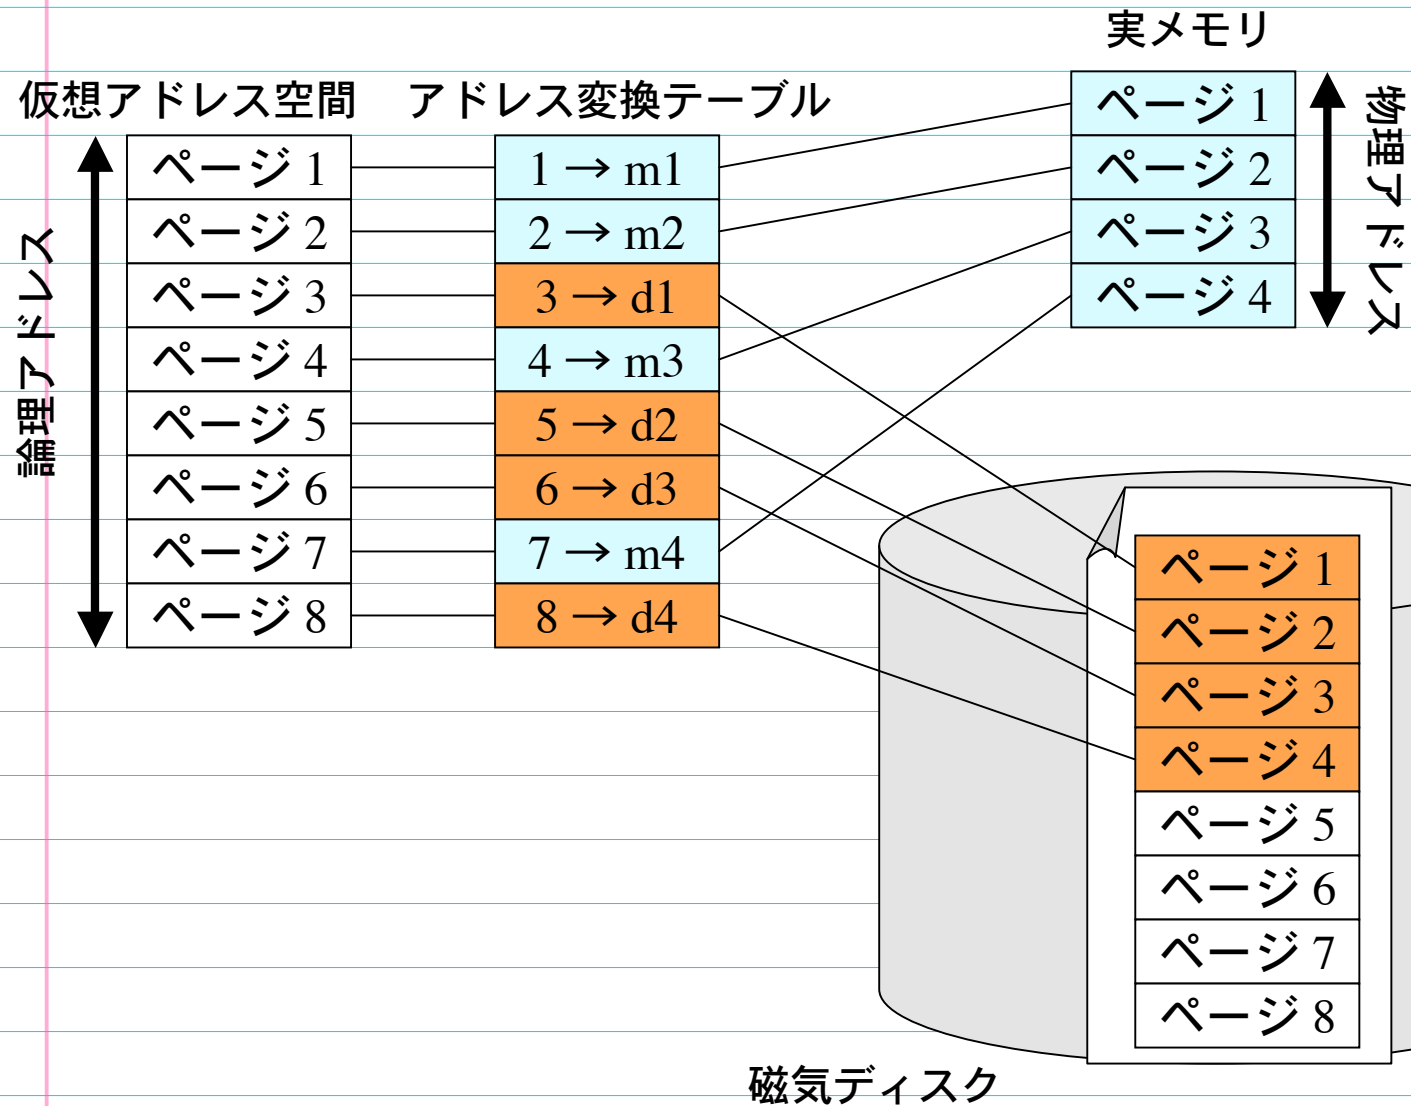 実メモリ
仮想アドレス空間
アドレス変換テーブル
論理アドレス
ページ 1
ページ 2
ページ 3
ページ 4
ページ 5
ページ 6
ページ 7
ページ 8
1 → m1
2 → m2
3 → d1
4 → m3
5 → d2
6 → d3
7 → m4
8 → d4
ページ 1
ページ 2
ページ 3
ページ 4
物理アドレス
ページ 1
ページ 2
ページ 3
ページ 4
ページ 5
ページ 6
ページ 7
ページ 8
磁気ディスク